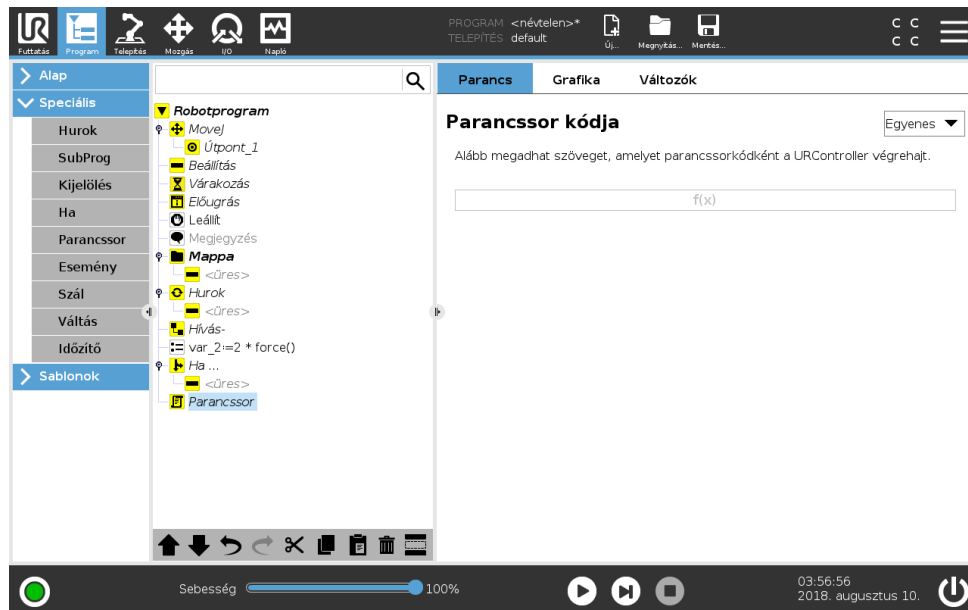 UR
Futtatás
Program
Telepítés
Mozgás
I/O
Napló
PROGRAM <névtelen>*
TELEPÍTÉS default
Új...
Megnyitás...
Mentés...
C C
C C
Alap
Speciális
Hurok
SubProg
Kijelölés
Ha
Parancssor
Esemény
Szál
Váltás
Időzítő
Sablonok
Robotprogram
MoveJ
Útpont_1
Beállítás
Várakozás
Előugrás
Leállít
Megjegyzés
Mappa
<üres>
Hurok
<üres>
Hívás-
var_2:=2 * force()
Ha ...
<üres>
Parancssor
Parancs Grafika Változók
Parancssor kódja
Egyenes
Alább megadhat szöveget, amelyet parancssorkódként a URController végrehajt.
f(x)
Sebesség
100%
03:56:56
2018. augusztus 10.